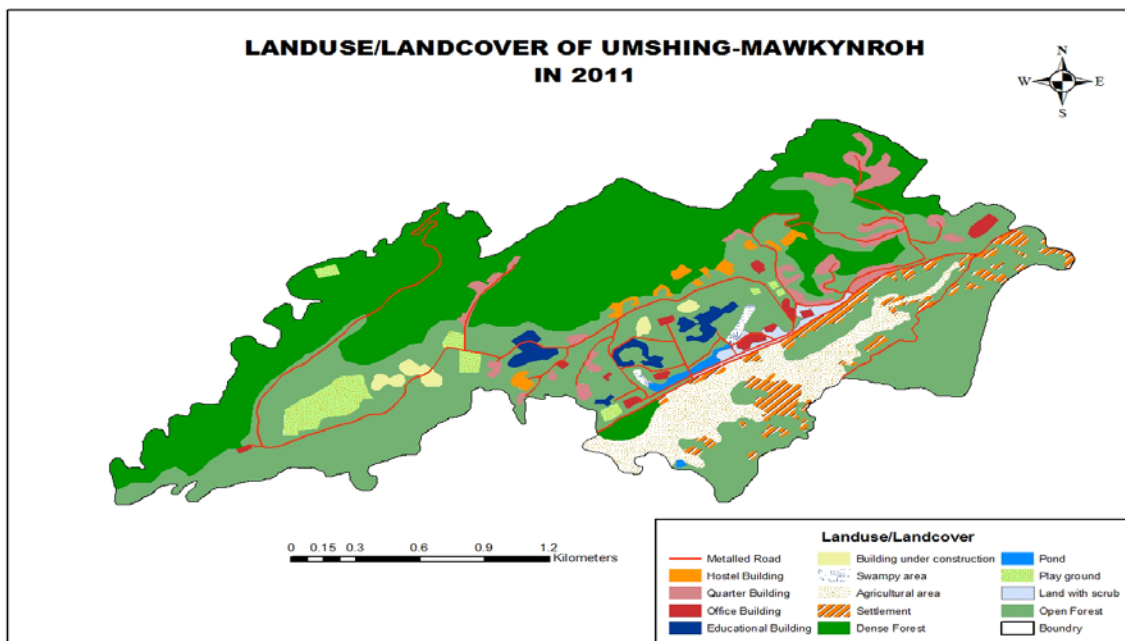 LANDUSE/LANDCOVER OF UMSHING-MAWKYNROH
IN 2011
N
W E
S
0 0.15 0.3 0.6 0.9 1.2
Kilometers
Landuse/Landcover
Metalled Road
Hostel Building
Quarter Building
Office Building
Educational Building
Building under construction
Swampy area
Agricultural area
Settlement
Dense Forest
Pond
Play ground
Land with scrub
Open Forest
Boundry